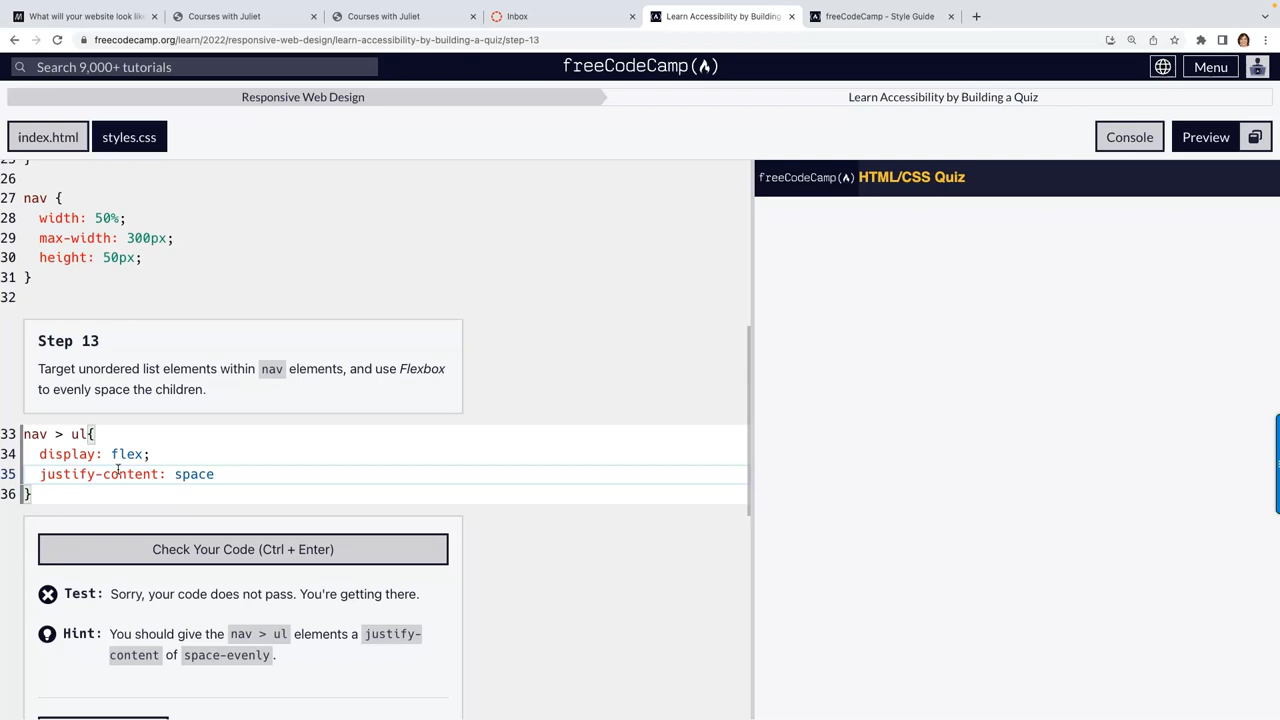 What will your website look like
Courses with Juliet
Courses with Juliet
Inbox
Learn Accessibility by Building
freeCodeCamp - Style Guide
freecodecamp.org/learn/2022/responsive-web-design/learn-accessibility-by-building-a-quiz/step-13
Search 9,000+ tutorials
freeCodeCamp
Menu
Responsive Web Design
Learn Accessibility by Building a Quiz
index.html
styles.css
Console
Preview
25 }
26
27 nav {
28 width: 50%;
29 max-width: 300px;
30 height: 50px;
31 }
32
freeCodeCamp HTML/CSS Quiz
Step 13
Target unordered list elements within nav elements, and use Flexbox
to evenly space the children.
33 nav > ul{
34 display: flex;
35 justify-content: space
36 }
Check Your Code (Ctrl + Enter)
Test: Sorry, your code does not pass. You're getting there.
Hint: You should give the nav > ul elements a justify-
content of space-evenly.